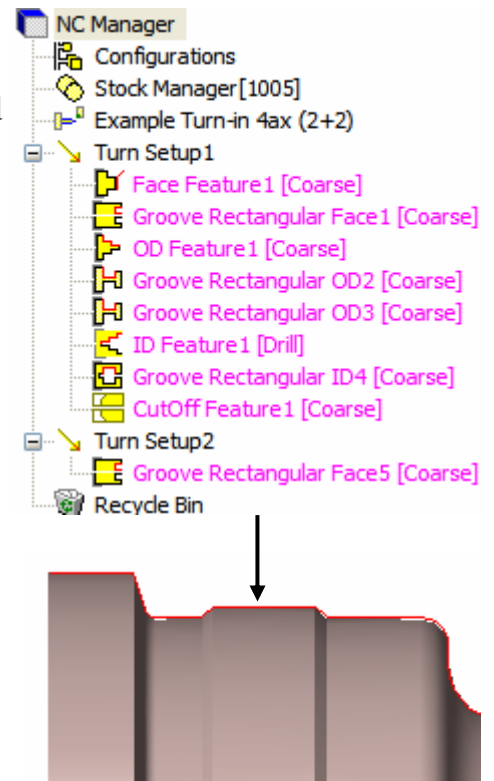 NC Manager
Configurations
Stock Manager[1005]
Example Turn-in 4ax (2+2)
Turn Setup1
Face Feature1 [Coarse]
Groove Rectangular Face1 [Coarse]
OD Feature1 [Coarse]
Groove Rectangular OD2 [Coarse]
Groove Rectangular OD3 [Coarse]
ID Feature1 [Drill]
Groove Rectangular ID4 [Coarse]
CutOff Feature1 [Coarse]
Turn Setup2
Groove Rectangular Face5 [Coarse]
Recycle Bin